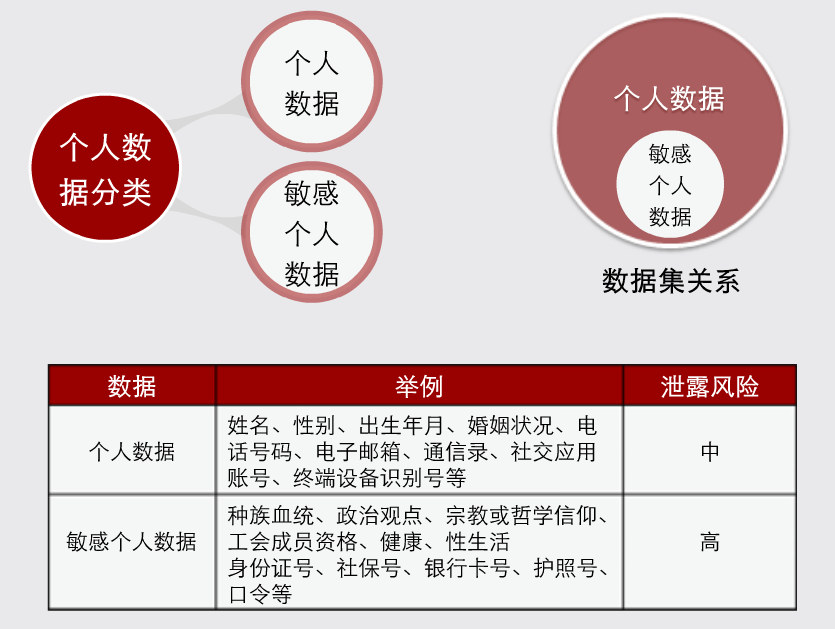 个人数
据分类
个人
数据
敏感
个人
数据
个人数据
敏感
个人
数据
数据集关系
数据
举例
泄露风险
个人数据
姓名、性别、出生年月、婚姻状况、电
话号码、电子邮箱、通信录、社交应用
账号、终端设备识别号等
中
敏感个人数据
种族血统、政治观点、宗教或哲学信仰、
工会成员资格、健康、性生活
身份证号、社保号、银行卡号、护照号、
口令等
高